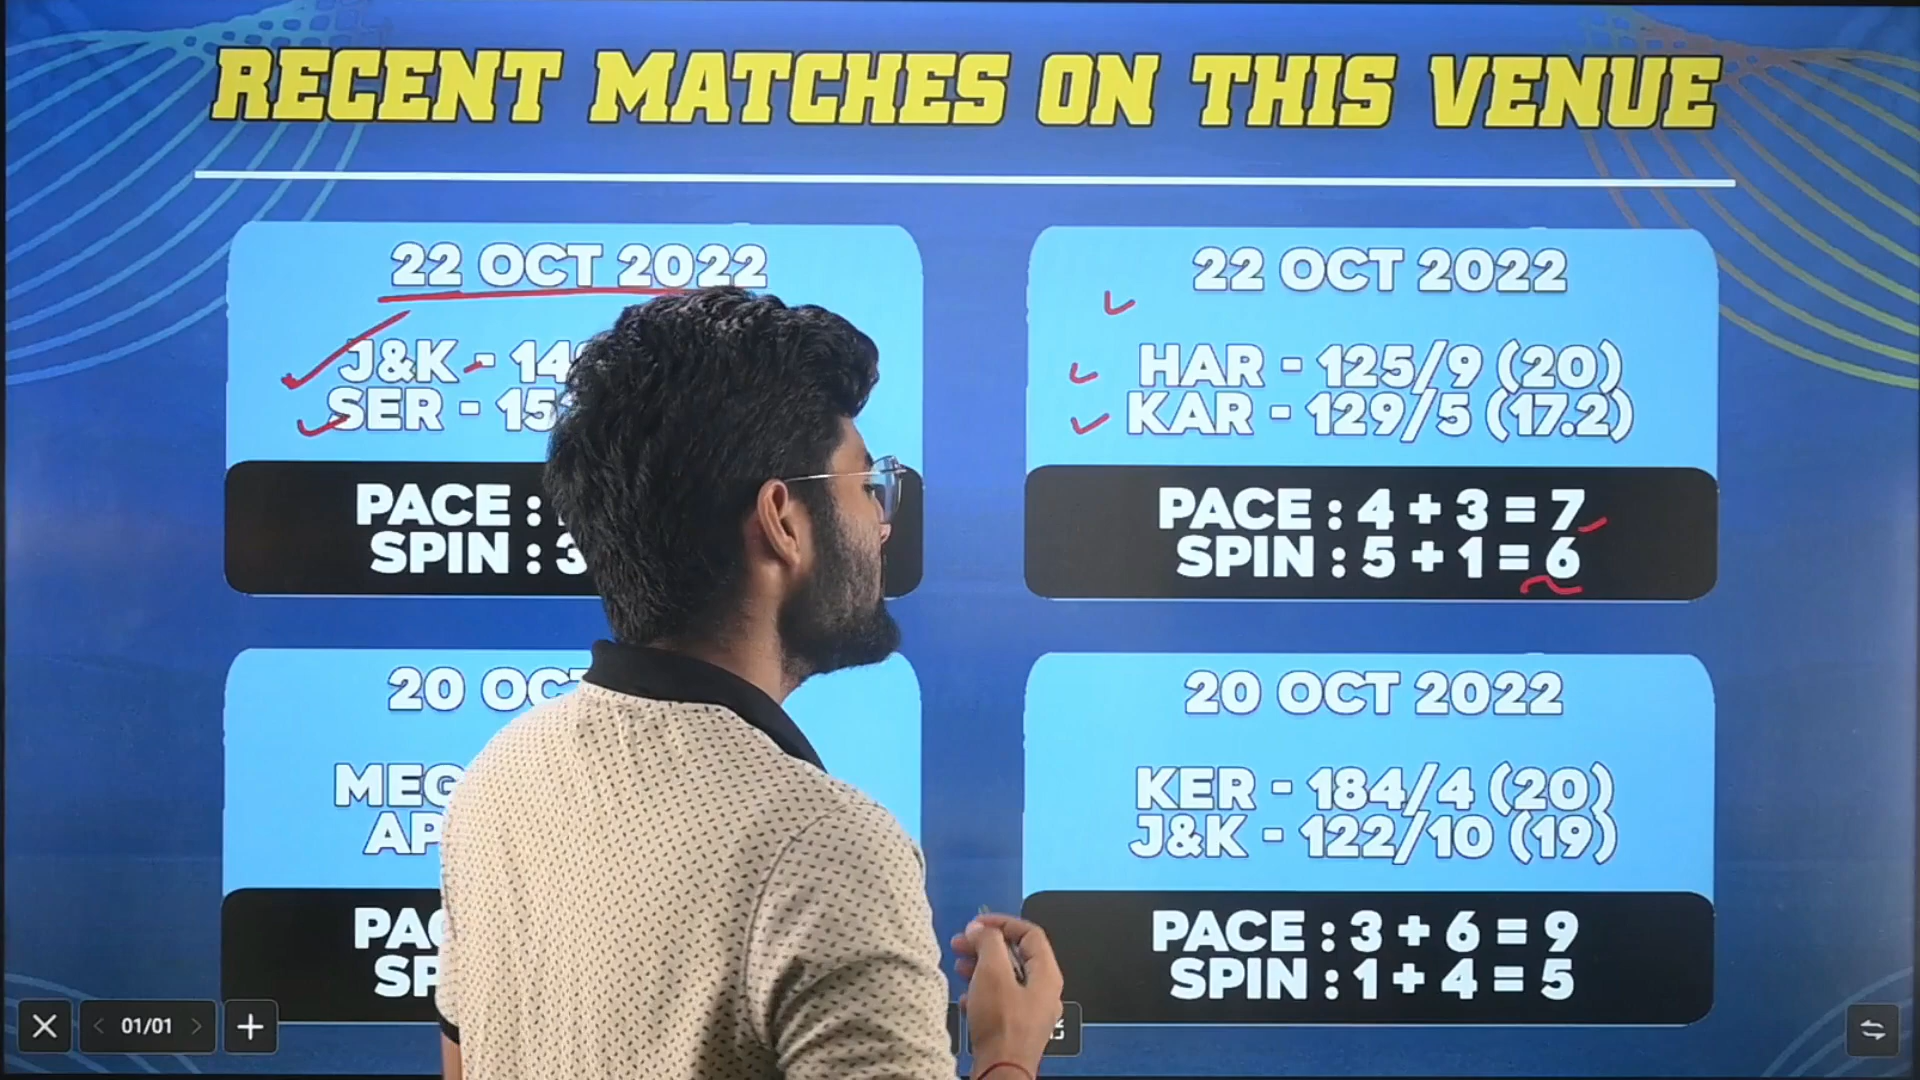 RECENT MATCHES ON THIS VENUE
22 OCT 2022
J&K - 14
SER - 15
PACE :
SPIN : 3
22 OCT 2022
HAR - 125/9 (20)
KAR - 129/5 (17.2)
PACE : 4 + 3 = 7
SPIN : 5 + 1 = 6
20 OC
MEG
AP
PAC
SP
20 OCT 2022
KER - 184/4 (20)
J&K - 122/10 (19)
PACE : 3 + 6 = 9
SPIN : 1 + 4 = 5
01/01